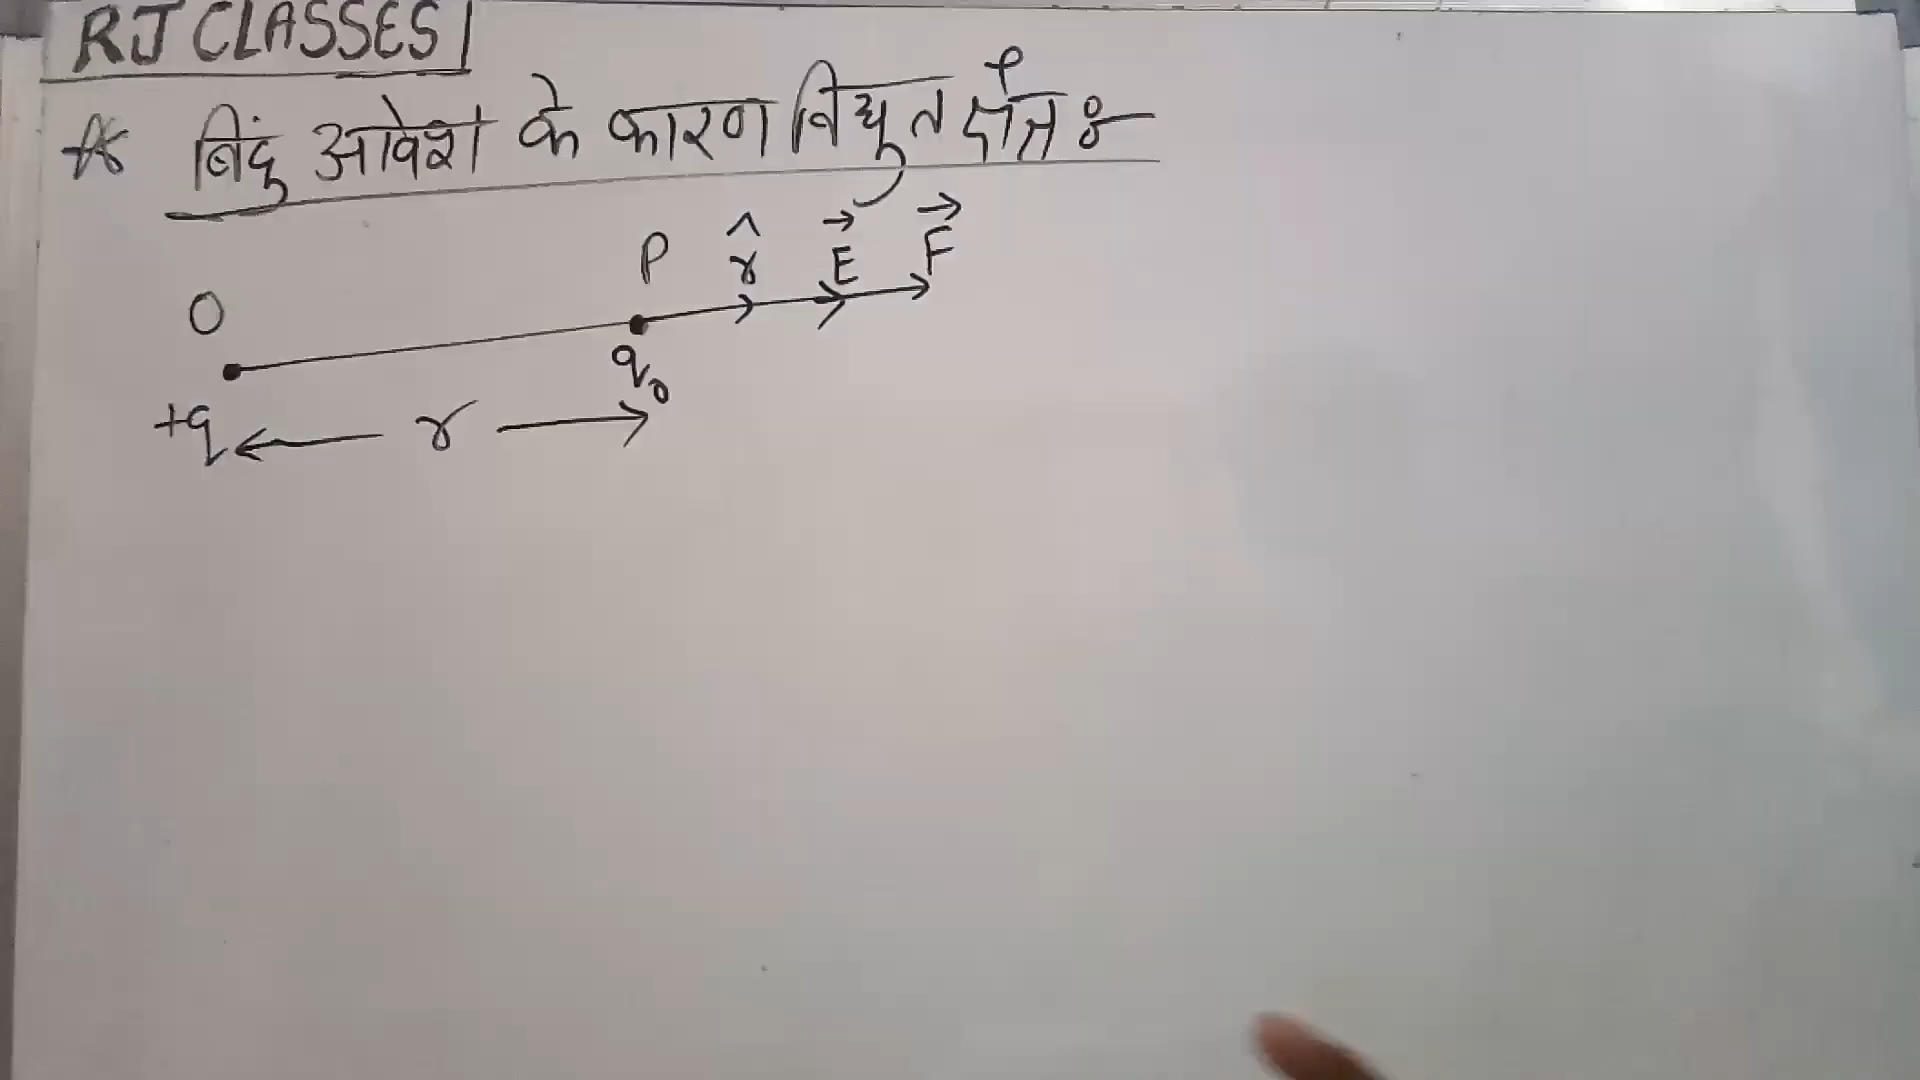 RJ CLASSES
बिंदु आवेश के कारण विद्युत क्षेत्र :-
O P r̂ E⃗ F⃗
+q r q₀